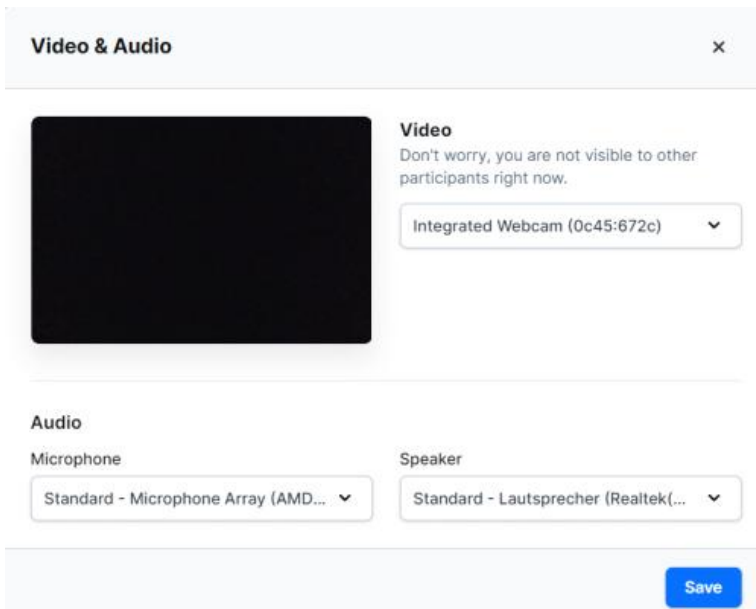 Video & Audio
Video
Don't worry, you are not visible to other
participants right now.
Integrated Webcam (0c45:672c)
Audio
Microphone
Speaker
Standard - Microphone Array (AMD...
Standard - Lautsprecher (Realtek(...
Save